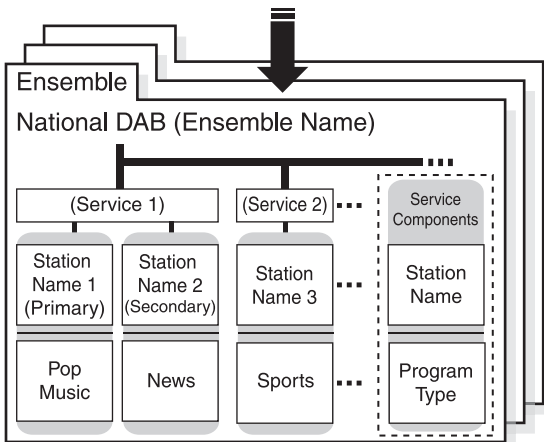 Ensemble
National DAB (Ensemble Name)
(Service 1)
(Service 2)
Service
Components
Station
Name 1
(Primary)
Station
Name 2
(Secondary)
Station
Name 3
Station
Name
Pop
Music
News
Sports
Program
Type